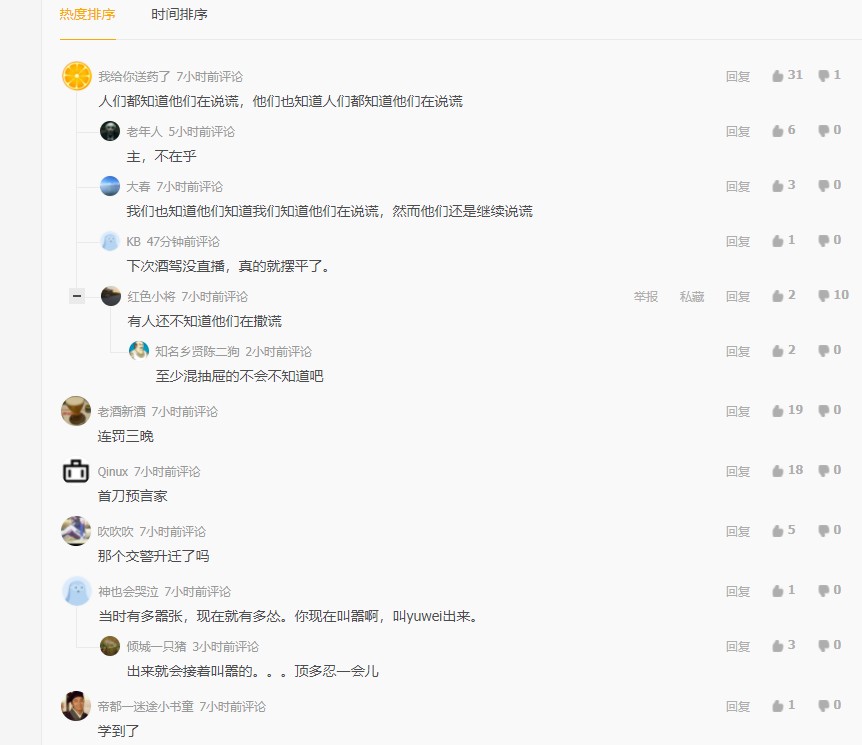 热度排序 时间排序
我给你送药了 7小时前评论 回复 31 1
人们都知道他们在说谎，他们也知道人们都知道他们在说谎
老年人 5小时前评论 回复 6 0
主，不在乎
大春 7小时前评论 回复 3 0
我们也知道他们知道我们知道他们在说谎，然而他们还是继续说谎
KB 47分钟前评论 回复 1 0
下次酒驾没直播，真的就摆平了。
红色小将 7小时前评论 举报 私藏 回复 2 10
有人还不知道他们在撒谎
知名乡贤陈二狗 2小时前评论 回复 2 0
至少混抽屉的不会不知道吧
老酒新酒 7小时前评论 回复 19 0
连罚三晚
Qinux 7小时前评论 回复 18 0
首刀预言家
吹吹吹 7小时前评论 回复 5 0
那个交警升迁了吗
神也会哭泣 7小时前评论 回复 1 0
当时有多嚣张，现在就有多怂。你现在叫嚣啊，叫yuwei出来。
倾城一只猪 3小时前评论 回复 3 0
出来就会接着叫嚣的。。。顶多忍一会儿
帝都一迷途小书童 7小时前评论 回复 1 0
学到了